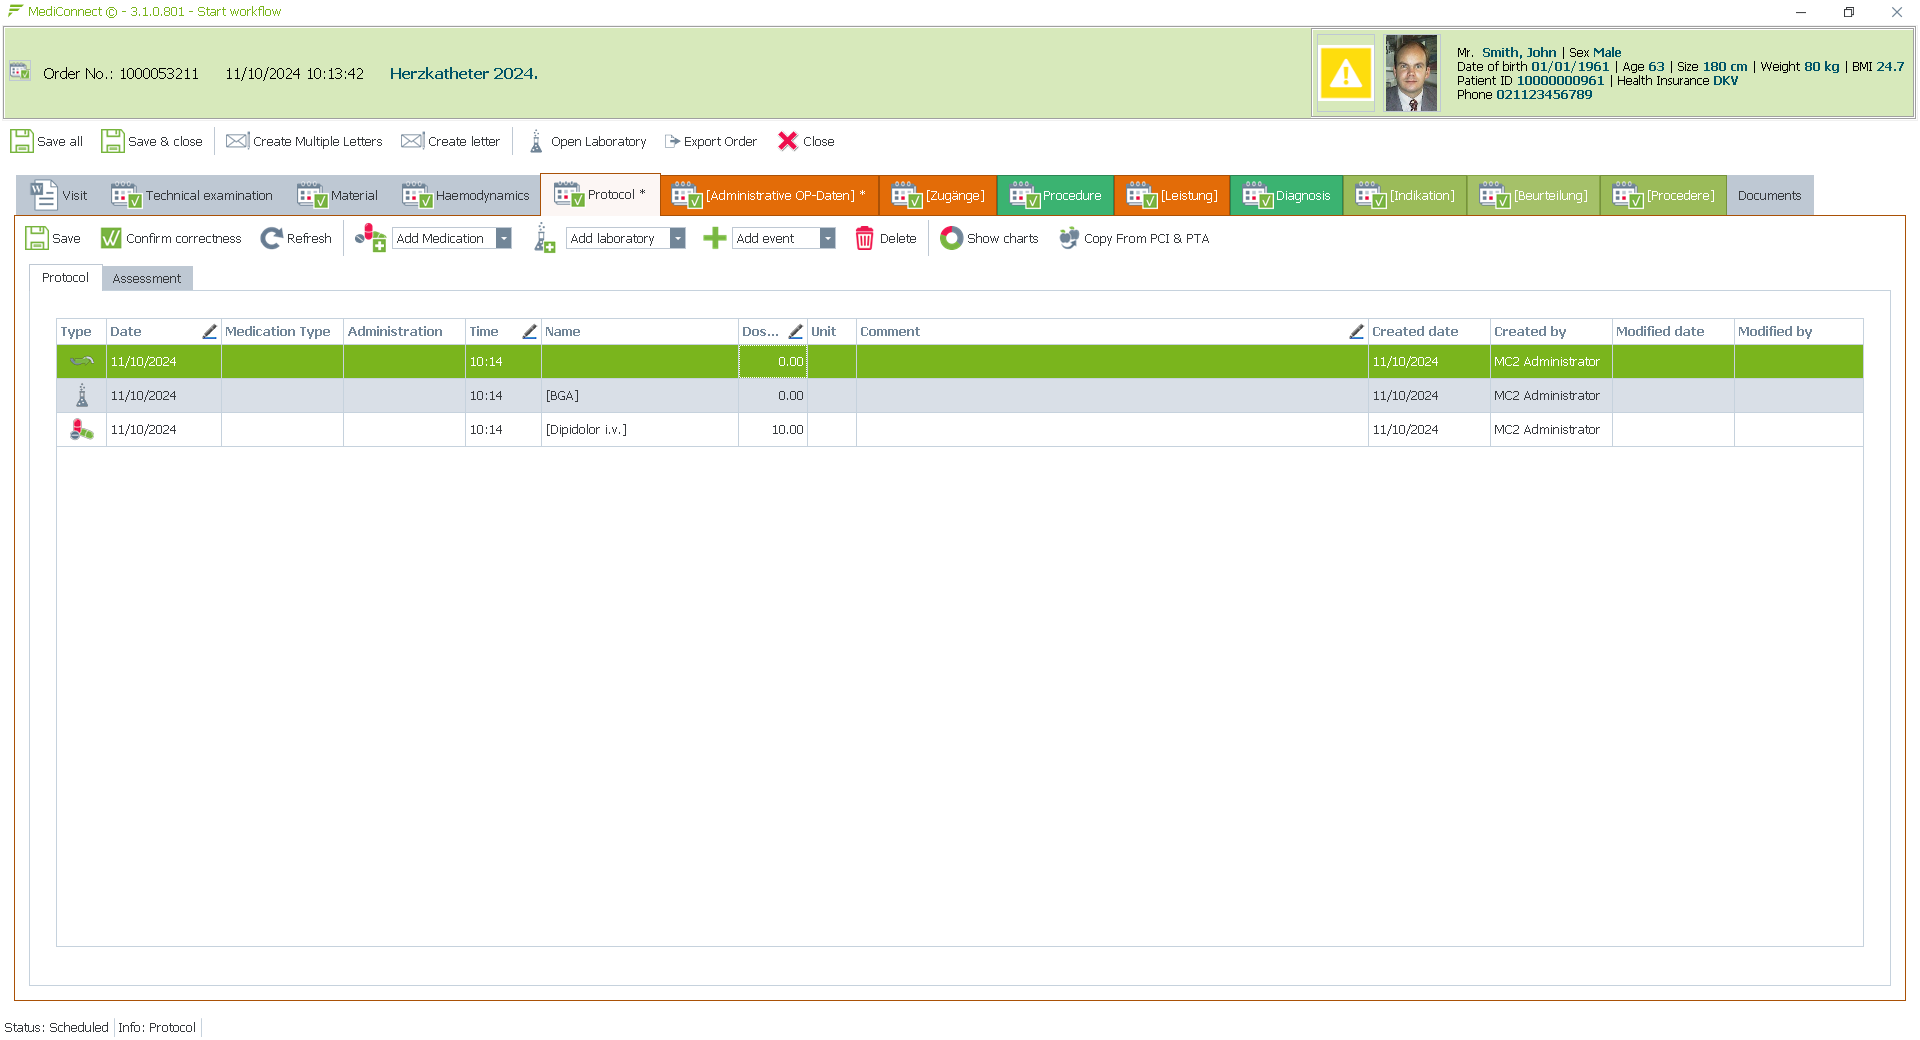 MediConnect © - 3.1.0.801 - Start workflow
Order No.: 1000053211 11/10/2024 10:13:42 Herzkatheter 2024.
Mr. Smith, John | Sex Male
Date of birth 01/01/1961 | Age 63 | Size 180 cm | Weight 80 kg | BMI 24.7
Patient ID 10000000961 | Health Insurance DKV
Phone 021123456789
Save all Save & close Create Multiple Letters Create letter Open Laboratory Export Order Close
Visit Technical examination Material Haemodynamics Protocol * [Administrative OP-Daten] * [Zugänge] Procedure [Leistung] Diagnosis [Indikation] [Beurteilung] [Procedere] Documents
Save Confirm correctness Refresh Add Medication Add laboratory Add event Delete Show charts Copy From PCI & PTA
Protocol Assessment
Type Date Medication Type Administration Time Name Dos... Unit Comment Created date Created by Modified date Modified by
11/10/2024 10:14 0.00 11/10/2024 MC2 Administrator
11/10/2024 10:14 [BGA] 0.00 11/10/2024 MC2 Administrator
11/10/2024 10:14 [Dipidolor i.v.] 10.00 11/10/2024 MC2 Administrator
Status: Scheduled Info: Protocol